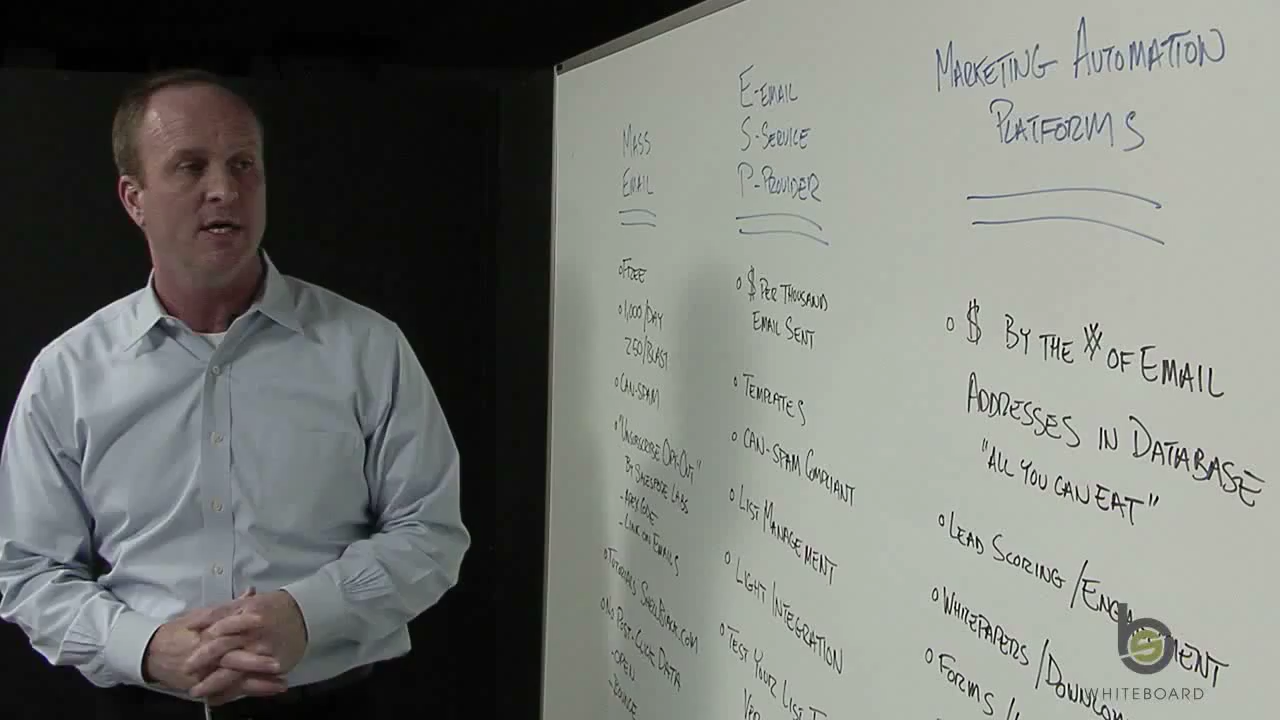 MASS
EMAIL
FREE
1,000/DAY
250/BLAST
CAN-SPAM
"UNSUBSCRIBE OPT-OUT"
BY SALESFORCE LABS
-APEX CODE
-LINK ON EMAILS
TUTORIALS SHELLBLACK.COM
NO POST-CLICK DATA
-OPEN
-BOUNCE
E-EMAIL
S-SERVICE
P-PROVIDER
$ PER THOUSAND
EMAIL SENT
TEMPLATES
CAN-SPAM COMPLIANT
LIST MANAGEMENT
LIGHT INTEGRATION
TEST YOUR LIST
MARKETING AUTOMATION
PLATFORMS
$ BY THE # OF EMAIL
ADDRESSES IN DATABASE
"ALL YOU CAN EAT"
LEAD SCORING /
WHITEPAPERS /
FORMS /
bs
WHITEBOARD